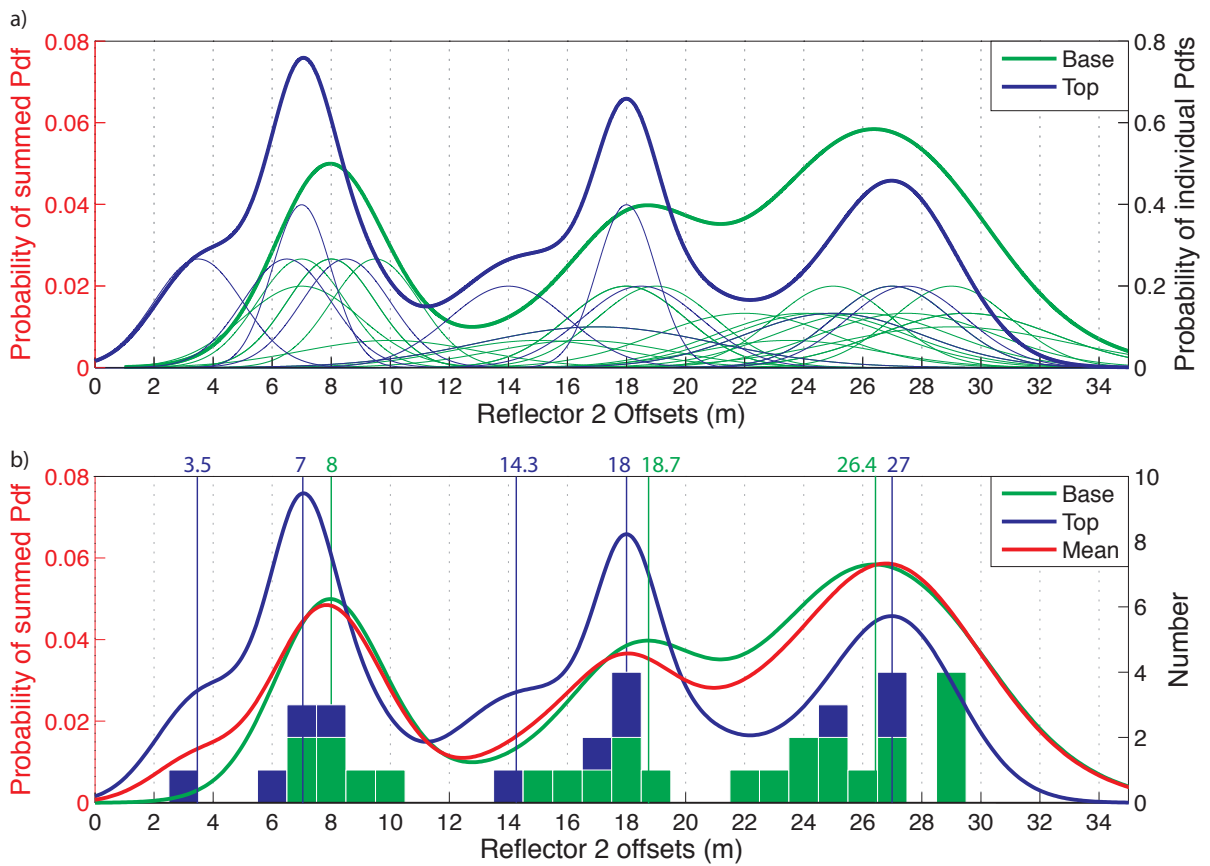 a)
Probability of summed Pdf
0.08
0.06
0.04
0.02
0
0.8
0.6
0.4
0.2
0
Probability of individual Pdfs
Base
Top
0 2 4 6 8 10 12 14 16 18 20 22 24 26 28 30 32 34
Reflector 2 Offsets (m)
b)
3.5 7 8 14.3 18 18.7 26.4 27
Probability of summed Pdf
0.08
0.06
0.04
0.02
0
10
8
6
4
2
0
Number
Base
Top
Mean
0 2 4 6 8 10 12 14 16 18 20 22 24 26 28 30 32 34
Reflector 2 offsets (m)